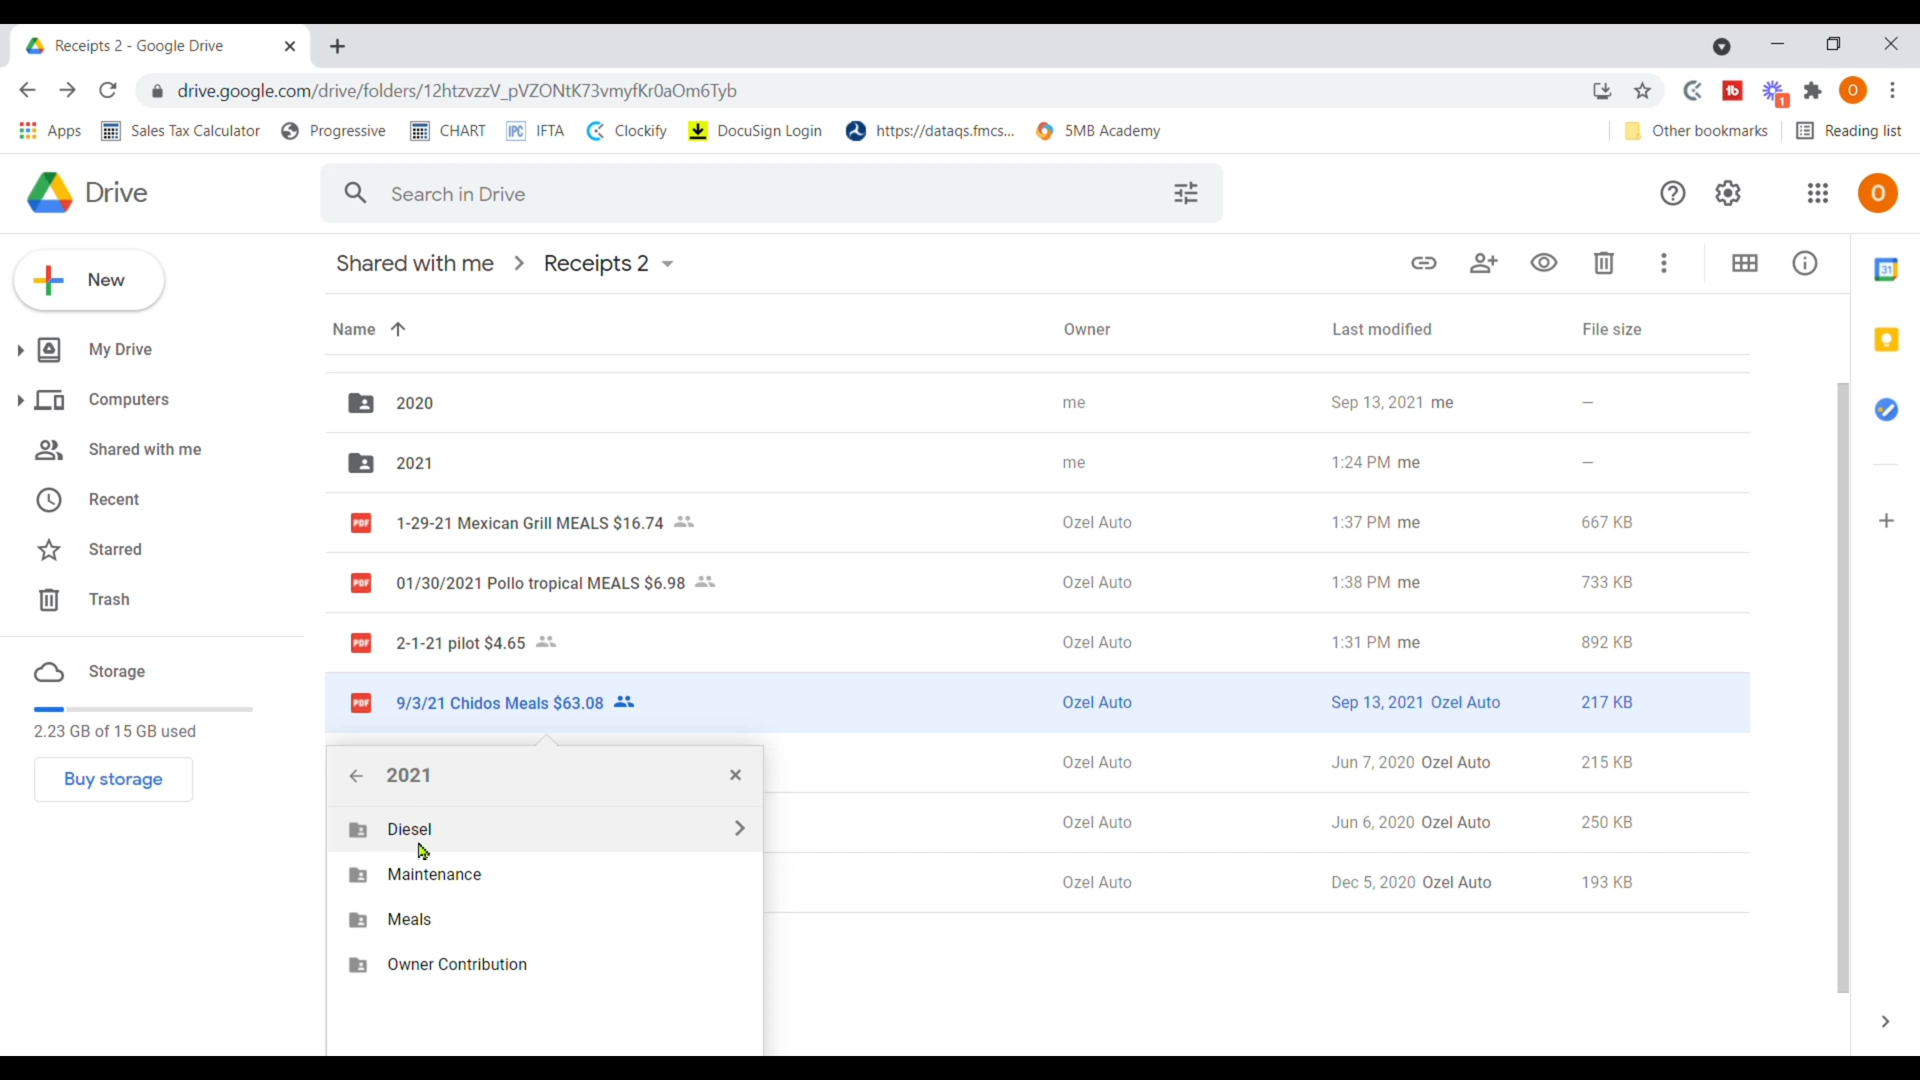 Receipts 2 - Google Drive
drive.google.com/drive/folders/12htzvzzV_pVZONtK73vmyfKr0aOm6Tyb
1
O
Apps Sales Tax Calculator Progressive CHART IPC IFTA Clockify DocuSign Login https://dataqs.fmcs... 5MB Academy Other bookmarks Reading list
Drive
Search in Drive
O
New
Shared with me > Receipts 2
31
Name Owner Last modified File size
My Drive
Computers
Shared with me
Recent
Starred
Trash
Storage
2.23 GB of 15 GB used
Buy storage
2020 me Sep 13, 2021 me –
2021 me 1:24 PM me –
PDF 1-29-21 Mexican Grill MEALS $16.74 Ozel Auto 1:37 PM me 667 KB
PDF 01/30/2021 Pollo tropical MEALS $6.98 Ozel Auto 1:38 PM me 733 KB
PDF 2-1-21 pilot $4.65 Ozel Auto 1:31 PM me 892 KB
PDF 9/3/21 Chidos Meals $63.08 Ozel Auto Sep 13, 2021 Ozel Auto 217 KB
Ozel Auto Jun 7, 2020 Ozel Auto 215 KB
Ozel Auto Jun 6, 2020 Ozel Auto 250 KB
Ozel Auto Dec 5, 2020 Ozel Auto 193 KB
2021
Diesel
Maintenance
Meals
Owner Contribution